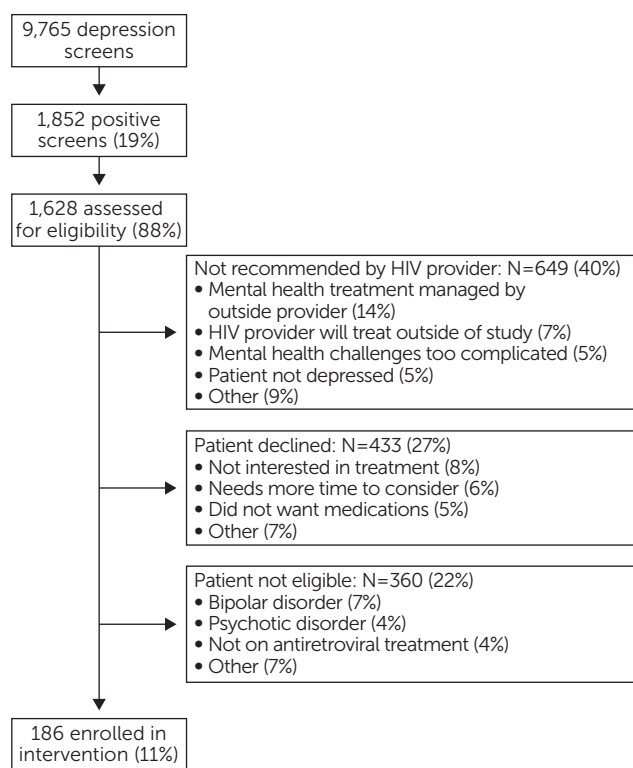 9,765 depression
screens
1,852 positive
screens (19%)
1,628 assessed
for eligibility (88%)
Not recommended by HIV provider: N=649 (40%)
• Mental health treatment managed by
outside provider (14%)
• HIV provider will treat outside of study (7%)
• Mental health challenges too complicated (5%)
• Patient not depressed (5%)
• Other (9%)
Patient declined: N=433 (27%)
• Not interested in treatment (8%)
• Needs more time to consider (6%)
• Did not want medications (5%)
• Other (7%)
Patient not eligible: N=360 (22%)
• Bipolar disorder (7%)
• Psychotic disorder (4%)
• Not on antiretroviral treatment (4%)
• Other (7%)
186 enrolled in
intervention (11%)